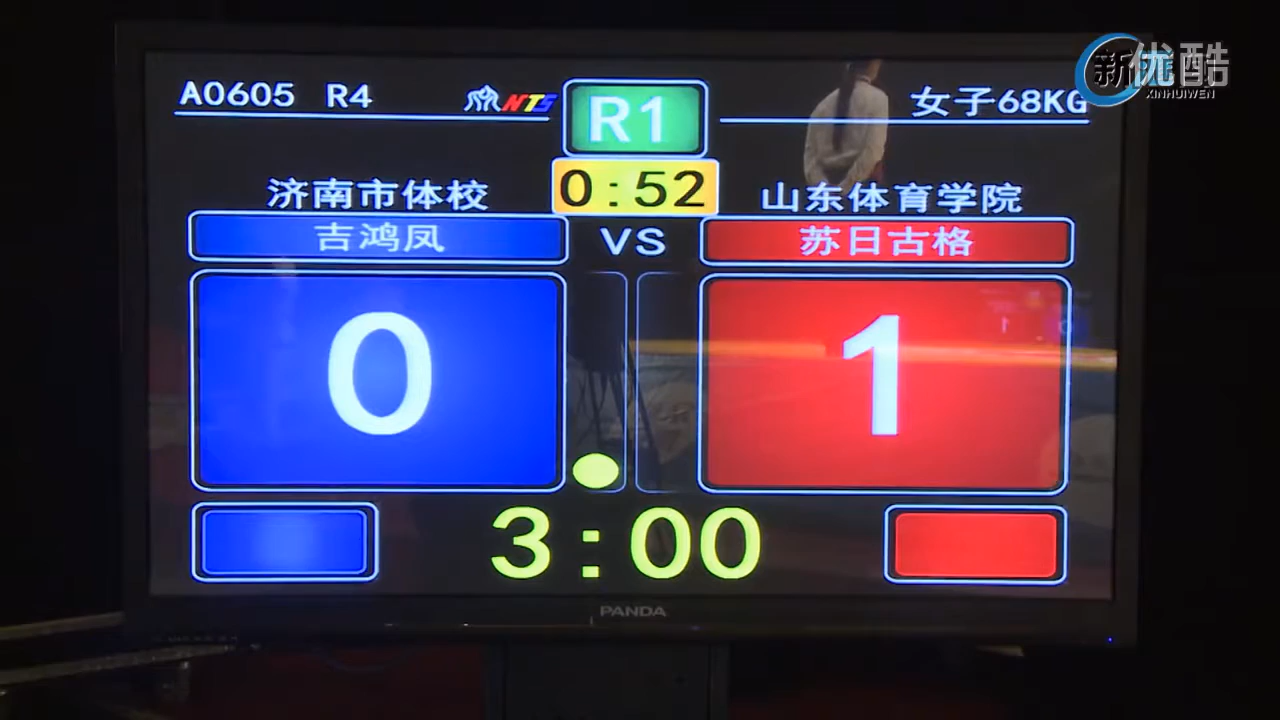 A0605 R4
NTS
R1
女子68KG
优酷
XINHUIWEN
济南市体校
0:52
山东体育学院
吉鸿凤
VS
苏日古格
0
1
3:00
PANDA